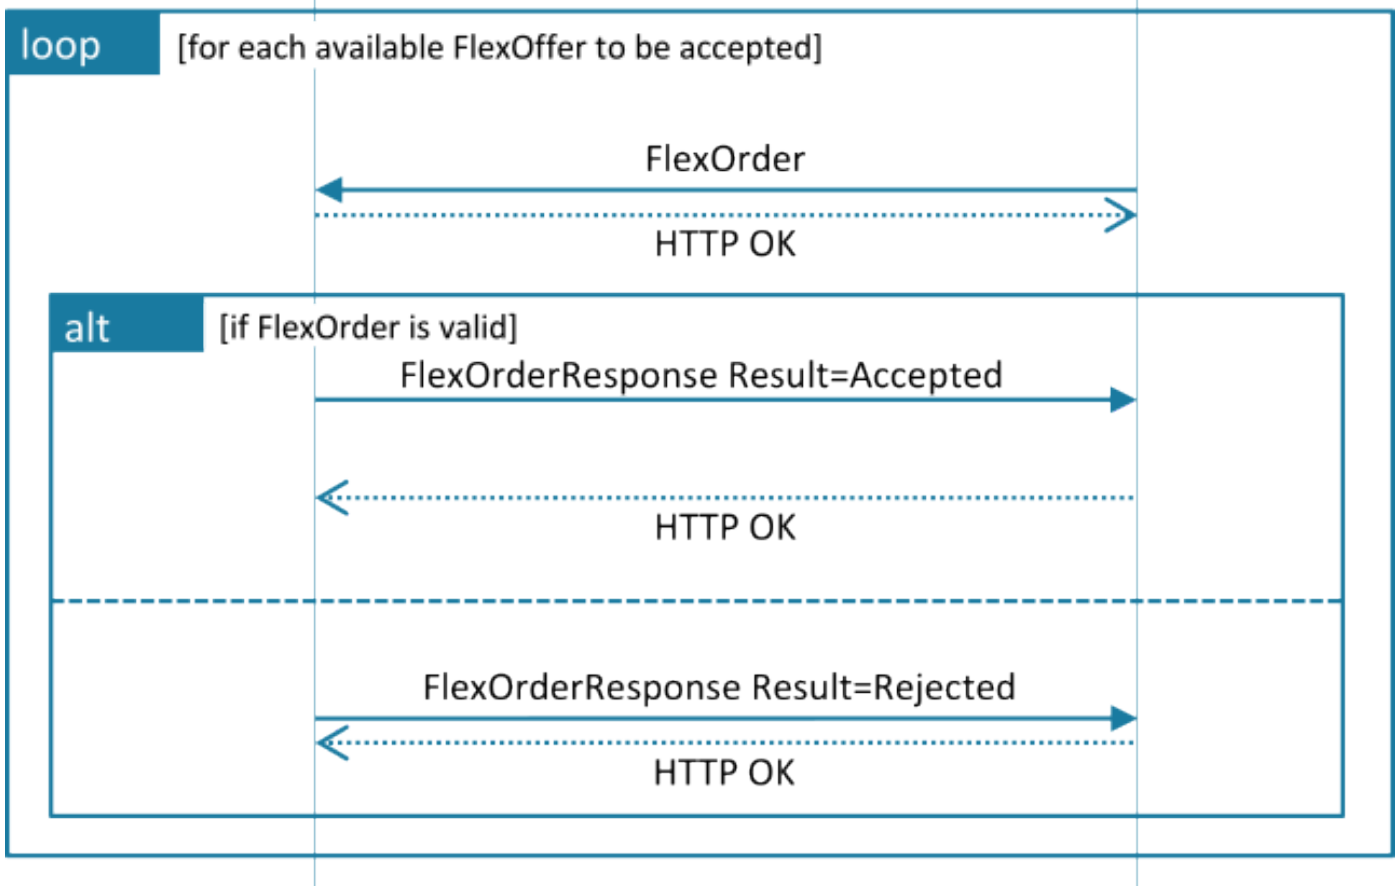 loop [for each available FlexOffer to be accepted]
FlexOrder
HTTP OK
alt [if FlexOrder is valid]
FlexOrderResponse Result=Accepted
HTTP OK
FlexOrderResponse Result=Rejected
HTTP OK